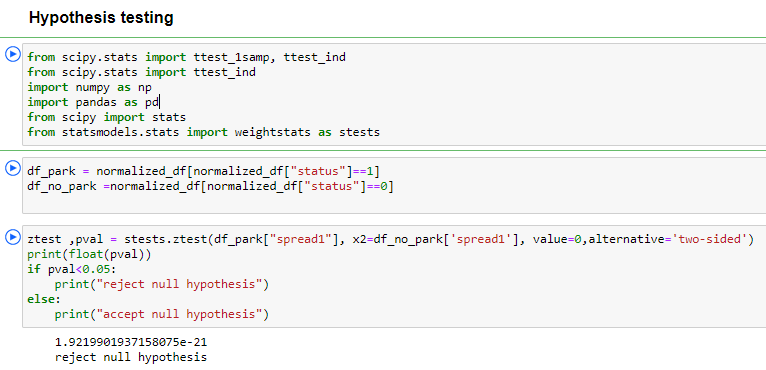 Hypothesis testing
from scipy.stats import ttest_1samp, ttest_ind
from scipy.stats import ttest_ind
import numpy as np
import pandas as pd
from scipy import stats
from statsmodels.stats import weightstats as stests
df_park = normalized_df[normalized_df["status"]==1]
df_no_park =normalized_df[normalized_df["status"]==0]
ztest ,pval = stests.ztest(df_park["spread1"], x2=df_no_park['spread1'], value=0,alternative='two-sided')
print(float(pval))
if pval<0.05:
    print("reject null hypothesis")
else:
    print("accept null hypothesis")
1.9219901937158075e-21
reject null hypothesis